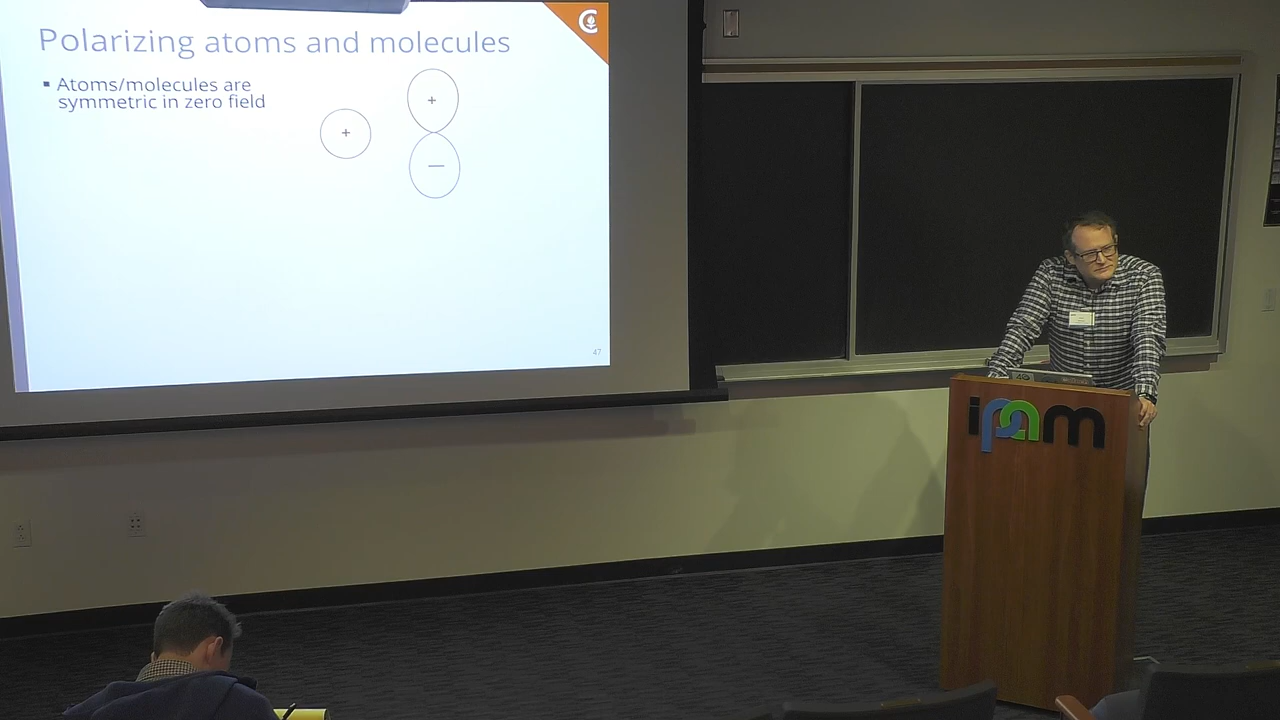 Polarizing atoms and molecules
▪ Atoms/molecules are
symmetric in zero field
+
+
—
47
ipam